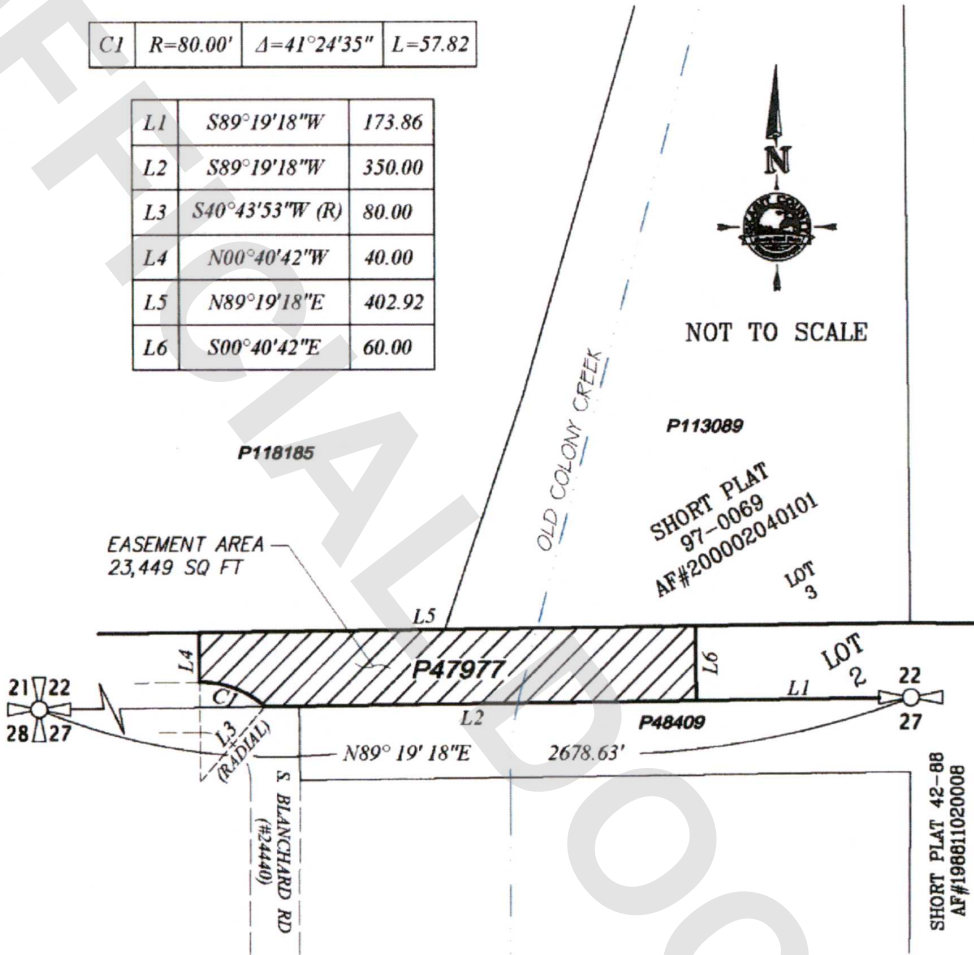 C1 R=80.00' Δ=41°24'35" L=57.82
L1 S89°19'18"W 173.86
L2 S89°19'18"W 350.00
L3 S40°43'53"W (R) 80.00
L4 N00°40'42"W 40.00
L5 N89°19'18"E 402.92
L6 S00°40'42"E 60.00
N
NOT TO SCALE
P118185
P113089
OLD COLONY CREEK
SHORT PLAT
97-0069
AF#200002040101
LOT
3
EASEMENT AREA
23,449 SQ FT
L5
L4
P47977
L6
LOT
2
L1
21 22
28 27
22
27
C
L2
P48409
L3
(RADIAL)
N89° 19' 18"E 2678.63'
S. BLANCHARD RD
(#24440)
SHORT PLAT 42-88
AF#198811020008
FFICIAL DOC